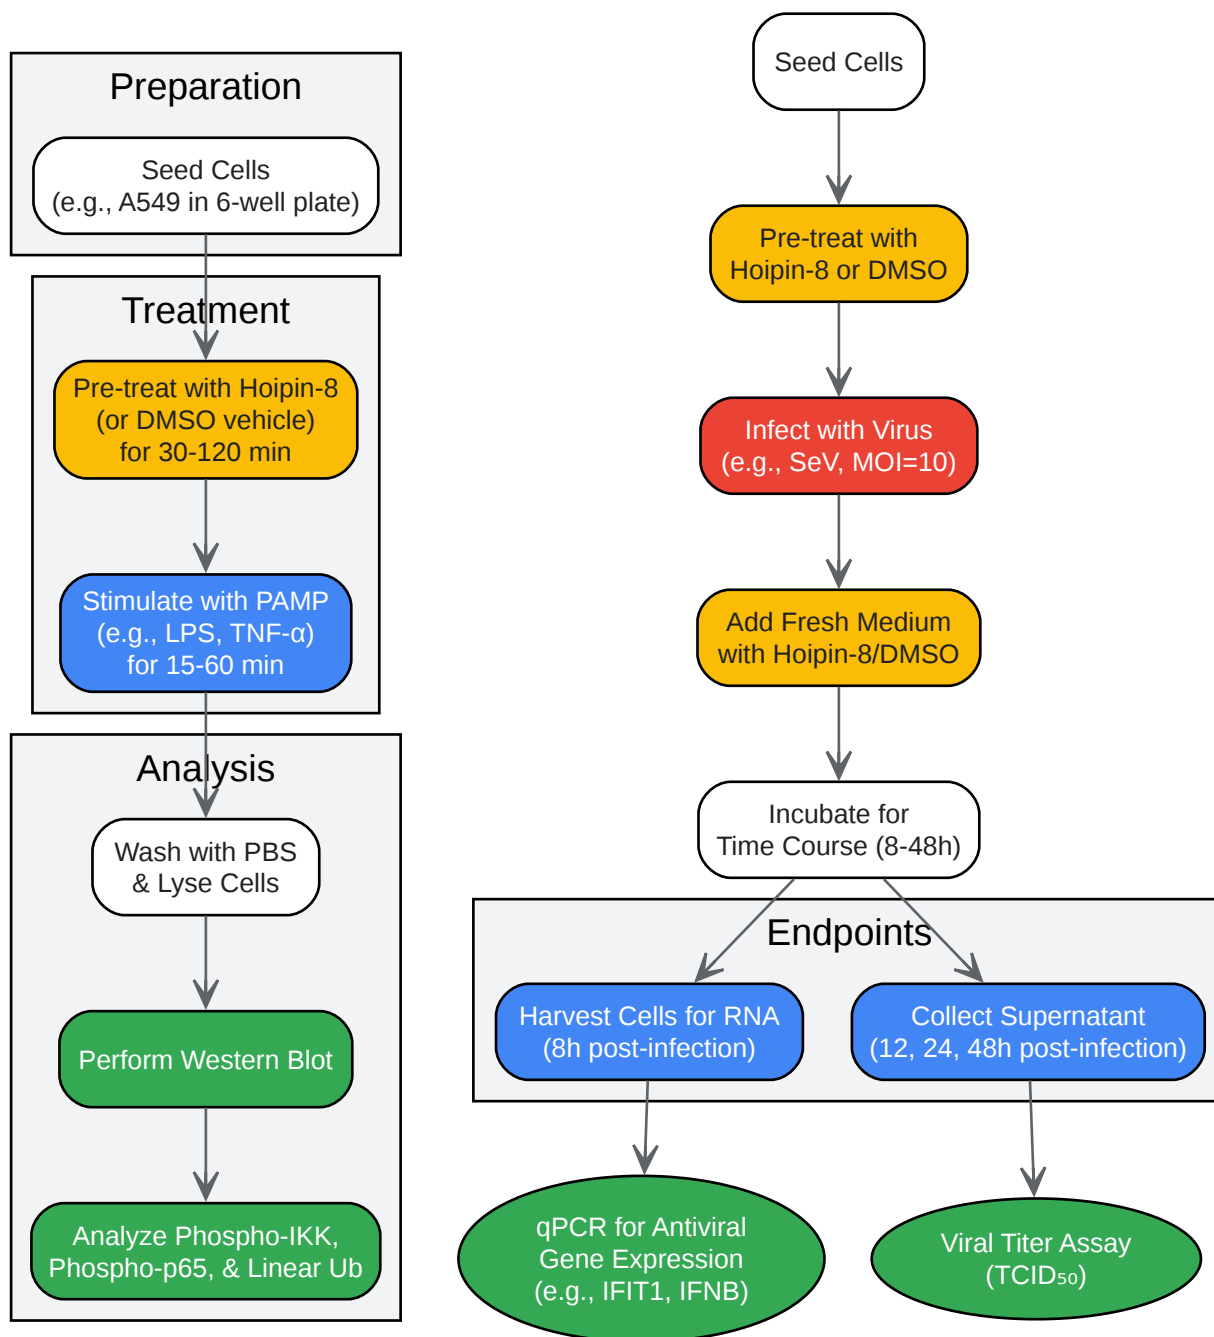 Preparation
Seed Cells
(e.g., A549 in 6-well plate)
Treatment
Pre-treat with Hoipin-8
(or DMSO vehicle)
for 30-120 min
Stimulate with PAMP
(e.g., LPS, TNF-α)
for 15-60 min
Analysis
Wash with PBS
& Lyse Cells
Perform Western Blot
Analyze Phospho-IKK,
Phospho-p65, & Linear Ub
Seed Cells
Pre-treat with
Hoipin-8 or DMSO
Infect with Virus
(e.g., SeV, MOI=10)
Add Fresh Medium
with Hoipin-8/DMSO
Incubate for
Time Course (8-48h)
Endpoints
Harvest Cells for RNA
(8h post-infection)
Collect Supernatant
(12, 24, 48h post-infection)
qPCR for Antiviral
Gene Expression
(e.g., IFIT1, IFNB)
Viral Titer Assay
(TCID₅₀)